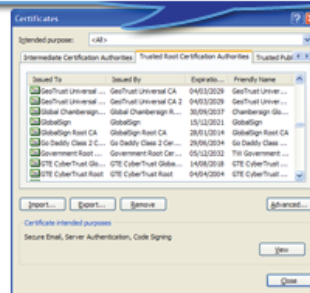 Certificates
Intended purpose: <All>
Intermediate Certification Authorities Trusted Root Certification Authorities Trusted Publ
Issued To Issued By Expiratio... Friendly Name
GeoTrust Universal ... GeoTrust Universal CA 04/03/2029 GeoTrust Univer...
GeoTrust Universal ... GeoTrust Universal CA 2 04/03/2029 GeoTrust Univer...
Global Chambersign... Global Chambersign R... 30/09/2037 Chambersign Glo...
GlobalSign GlobalSign 15/12/2021 GlobalSign
GlobalSign Root CA GlobalSign Root CA 28/01/2014 GlobalSign Root CA
Go Daddy Class 2 C... Go Daddy Class 2 Cer... 29/06/2034 Go Daddy Class ...
Government Root ... Government Root Cer... 05/12/2032 Government ...
GTE CyberTrust Globa... GTE CyberTrust Globa... 14/08/2018 GTE CyberTrust ...
GTE CyberTrust Root GTE CyberTrust Root 04/04/2004 GTE CyberTrust ...
Import... Export... Remove Advanced...
Certificate intended purposes
Secure Email, Server Authentication, Code Signing
View
Close